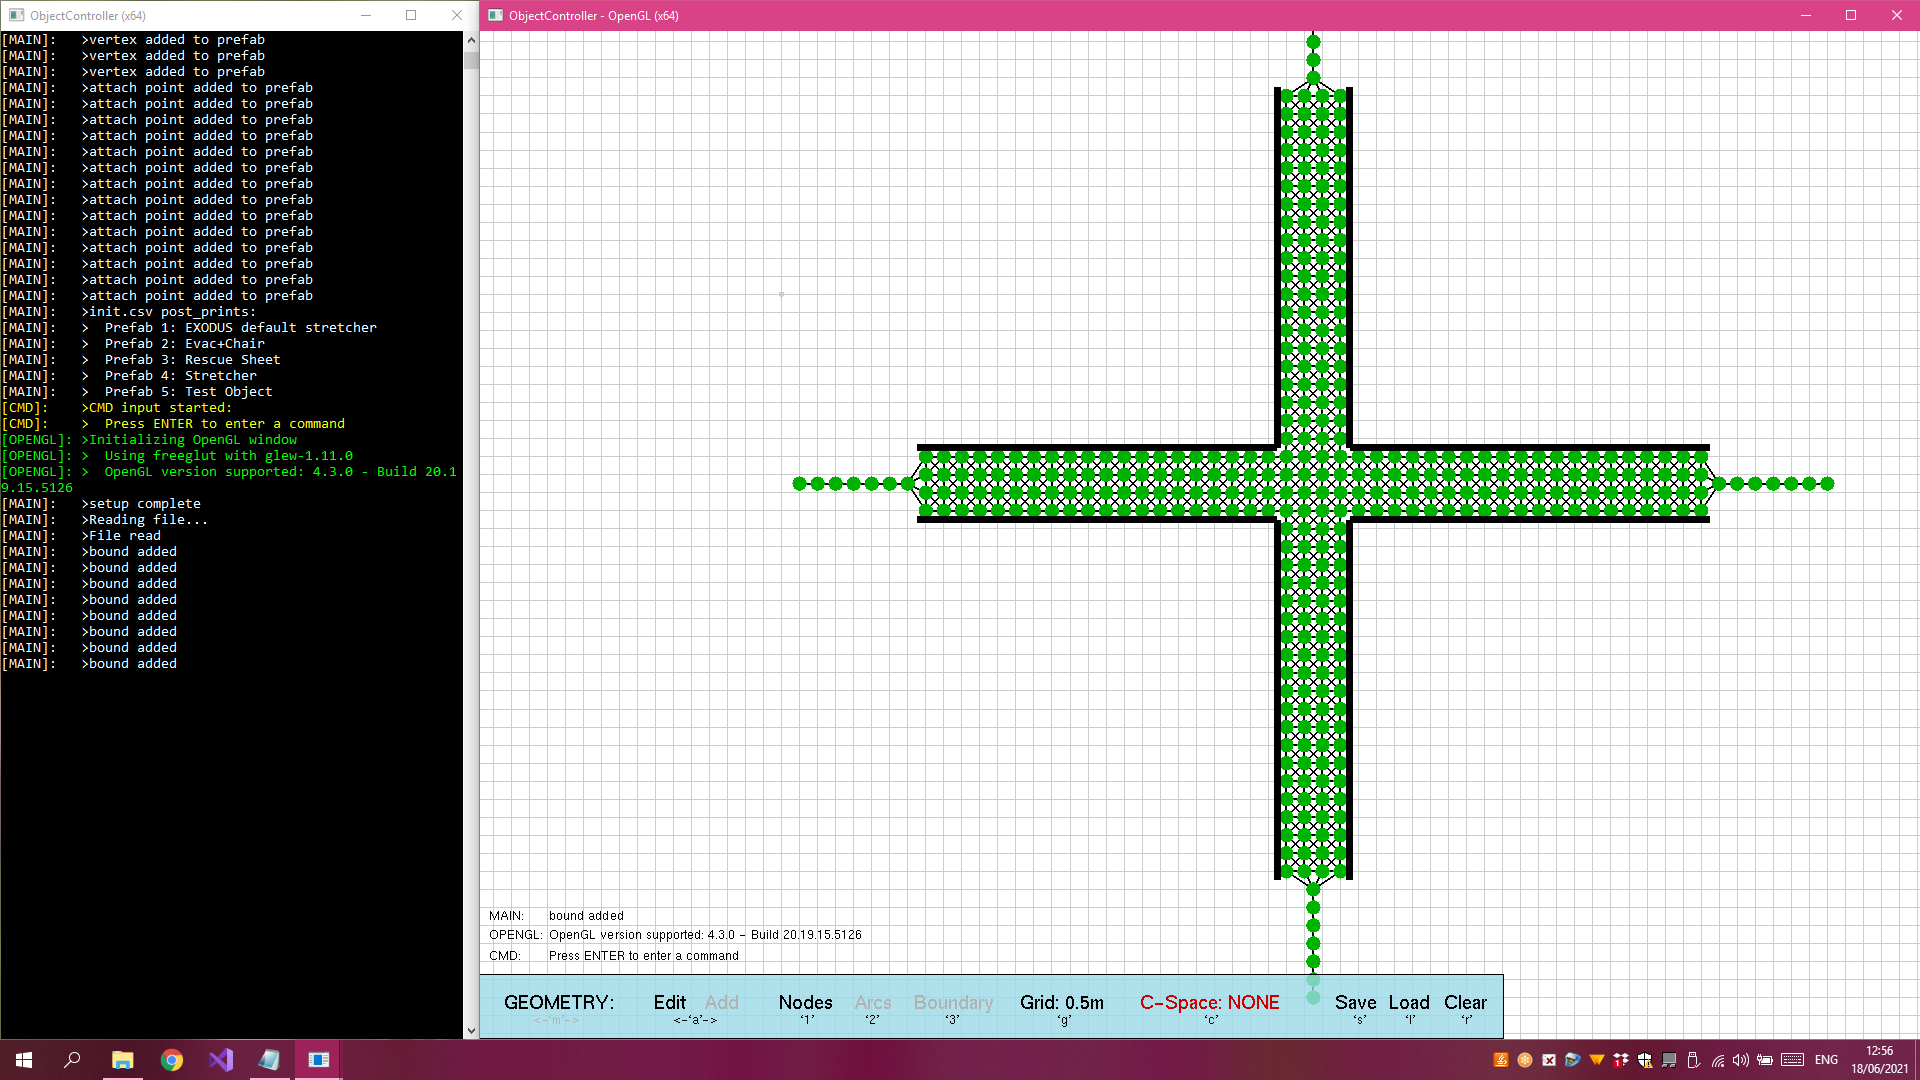 ObjectController (x64)
[MAIN]: >vertex added to prefab
[MAIN]: >vertex added to prefab
[MAIN]: >vertex added to prefab
[MAIN]: >attach point added to prefab
[MAIN]: >attach point added to prefab
[MAIN]: >attach point added to prefab
[MAIN]: >attach point added to prefab
[MAIN]: >attach point added to prefab
[MAIN]: >attach point added to prefab
[MAIN]: >attach point added to prefab
[MAIN]: >attach point added to prefab
[MAIN]: >attach point added to prefab
[MAIN]: >attach point added to prefab
[MAIN]: >attach point added to prefab
[MAIN]: >attach point added to prefab
[MAIN]: >attach point added to prefab
[MAIN]: >attach point added to prefab
[MAIN]: >init.csv post_prints:
[MAIN]: > Prefab 1: EXODUS default stretcher
[MAIN]: > Prefab 2: Evac+Chair
[MAIN]: > Prefab 3: Rescue Sheet
[MAIN]: > Prefab 4: Stretcher
[MAIN]: > Prefab 5: Test Object
[CMD]: >CMD input started:
[CMD]: > Press ENTER to enter a command
[OPENGL]: >Initializing OpenGL window
[OPENGL]: > Using freeglut with glew-1.11.0
[OPENGL]: > OpenGL version supported: 4.3.0 - Build 20.1
9.15.5126
[MAIN]: >setup complete
[MAIN]: >Reading file...
[MAIN]: >File read
[MAIN]: >bound added
[MAIN]: >bound added
[MAIN]: >bound added
[MAIN]: >bound added
[MAIN]: >bound added
[MAIN]: >bound added
[MAIN]: >bound added
[MAIN]: >bound added
ObjectController - OpenGL (x64)
MAIN: bound added
OPENGL: OpenGL version supported: 4.3.0 - Build 20.19.15.5126
CMD: Press ENTER to enter a command
GEOMETRY: Edit Add Nodes Arcs Boundary Grid: 0.5m C-Space: NONE Save Load Clear
<-'m'-> <-'a'-> '1' '2' '3' 'g' 'c' 's' 'l' 'r'
ENG
12:56
18/06/2021